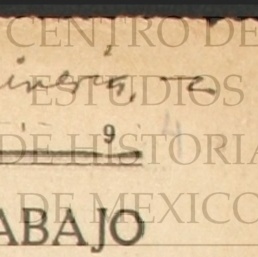 CENTRO DE
ESTUDIOS
9
DE HISTORIA
DE MEXICO
ABAJO